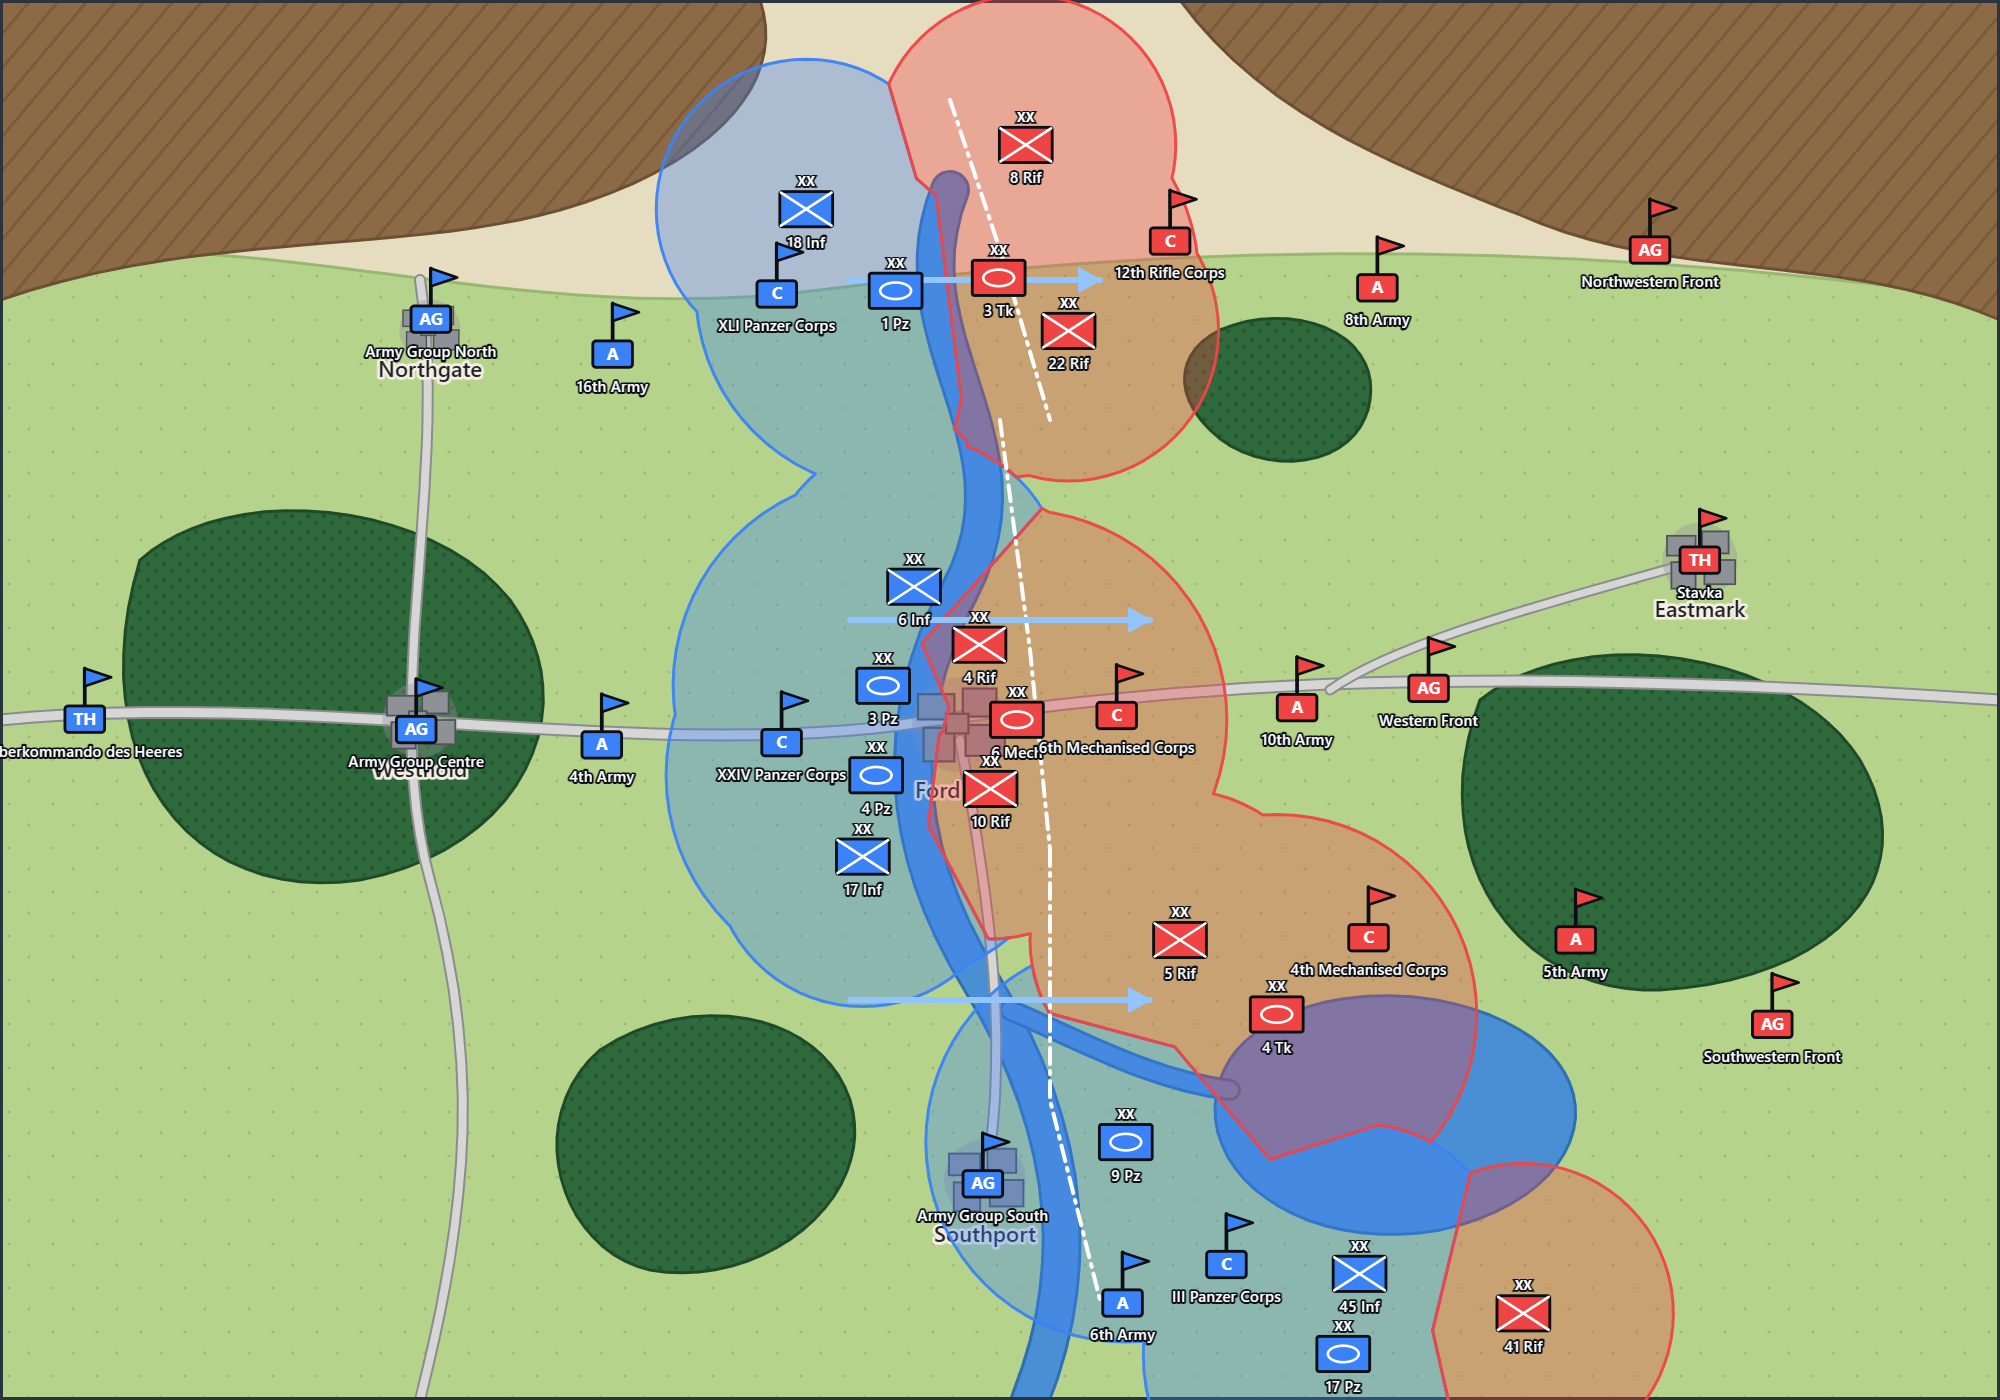 XX
8 Rif
XX
18 Inf
C
XLI Panzer Corps
XX
1 Pz
XX
3 Tk
XX
22 Rif
C
12th Rifle Corps
A
8th Army
AG
Northwestern Front
AG
Army Group North
Northgate
A
16th Army
XX
6 Inf
XX
4 Rif
XX
3 Pz
XX
6 Mech
C
6th Mechanised Corps
A
10th Army
AG
Western Front
TH
Stavka
Eastmark
TH
berkommando des Heeres
AG
Army Group Centre
Westhold
A
4th Army
C
XXIV Panzer Corps
XX
4 Pz
Ford
XX
10 Rif
XX
17 Inf
XX
5 Rif
C
4th Mechanised Corps
A
5th Army
XX
4 Tk
AG
Southwestern Front
XX
9 Pz
AG
Army Group South
Southport
A
6th Army
C
III Panzer Corps
XX
45 Inf
XX
17 Pz
XX
41 Rif